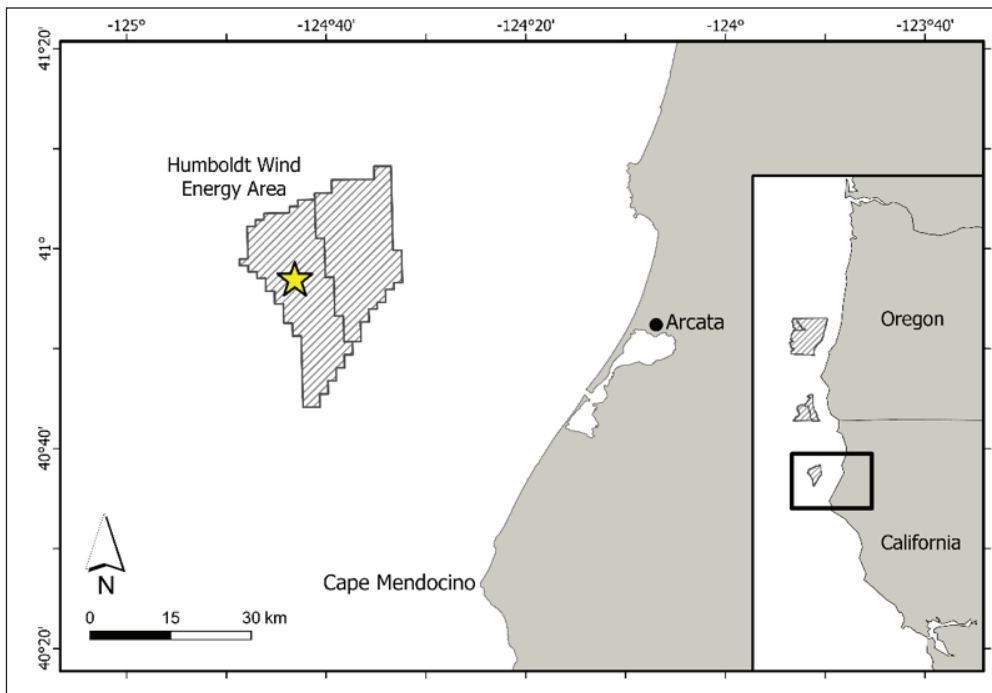 -125°
-124°40'
-124°20'
-124°
-123°40'
41°20'
41°
40°40'
40°20'
Humboldt Wind
Energy Area
Arcata
Cape Mendocino
N
0 15 30 km
Oregon
California